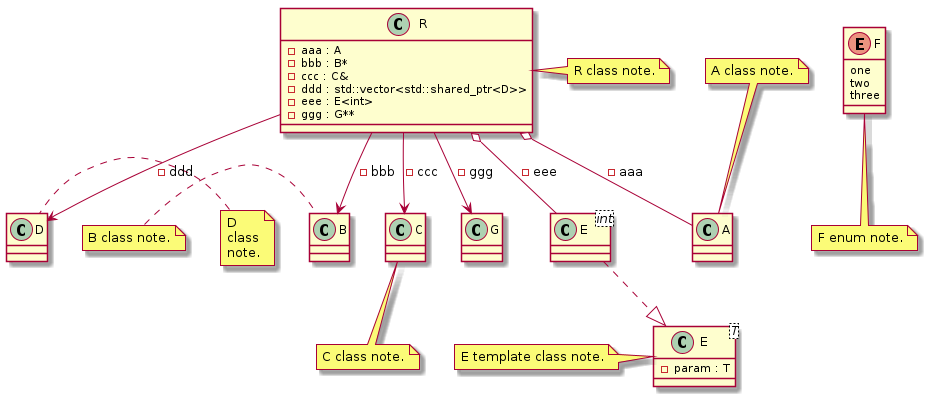 C R
aaa : A
bbb : B*
ccc : C&
ddd : std::vector<std::shared_ptr<D>>
eee : E<int>
ggg : G**
R class note.
A class note.
E F
one
two
three
ddd
bbb
ccc
ggg
eee
aaa
C D
B class note.
D
class
note.
C B
C C
C G
C E int
C A
F enum note.
C class note.
E template class note.
C E T
param : T